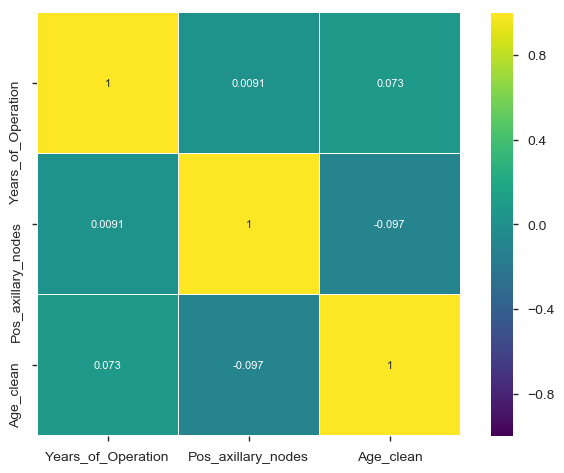 Years_of_Operation
1
0.0091
0.073
Pos_axillary_nodes
0.0091
1
-0.097
Age_clean
0.073
-0.097
1
Years_of_Operation
Pos_axillary_nodes
Age_clean
0.8
0.4
0.0
−0.4
−0.8